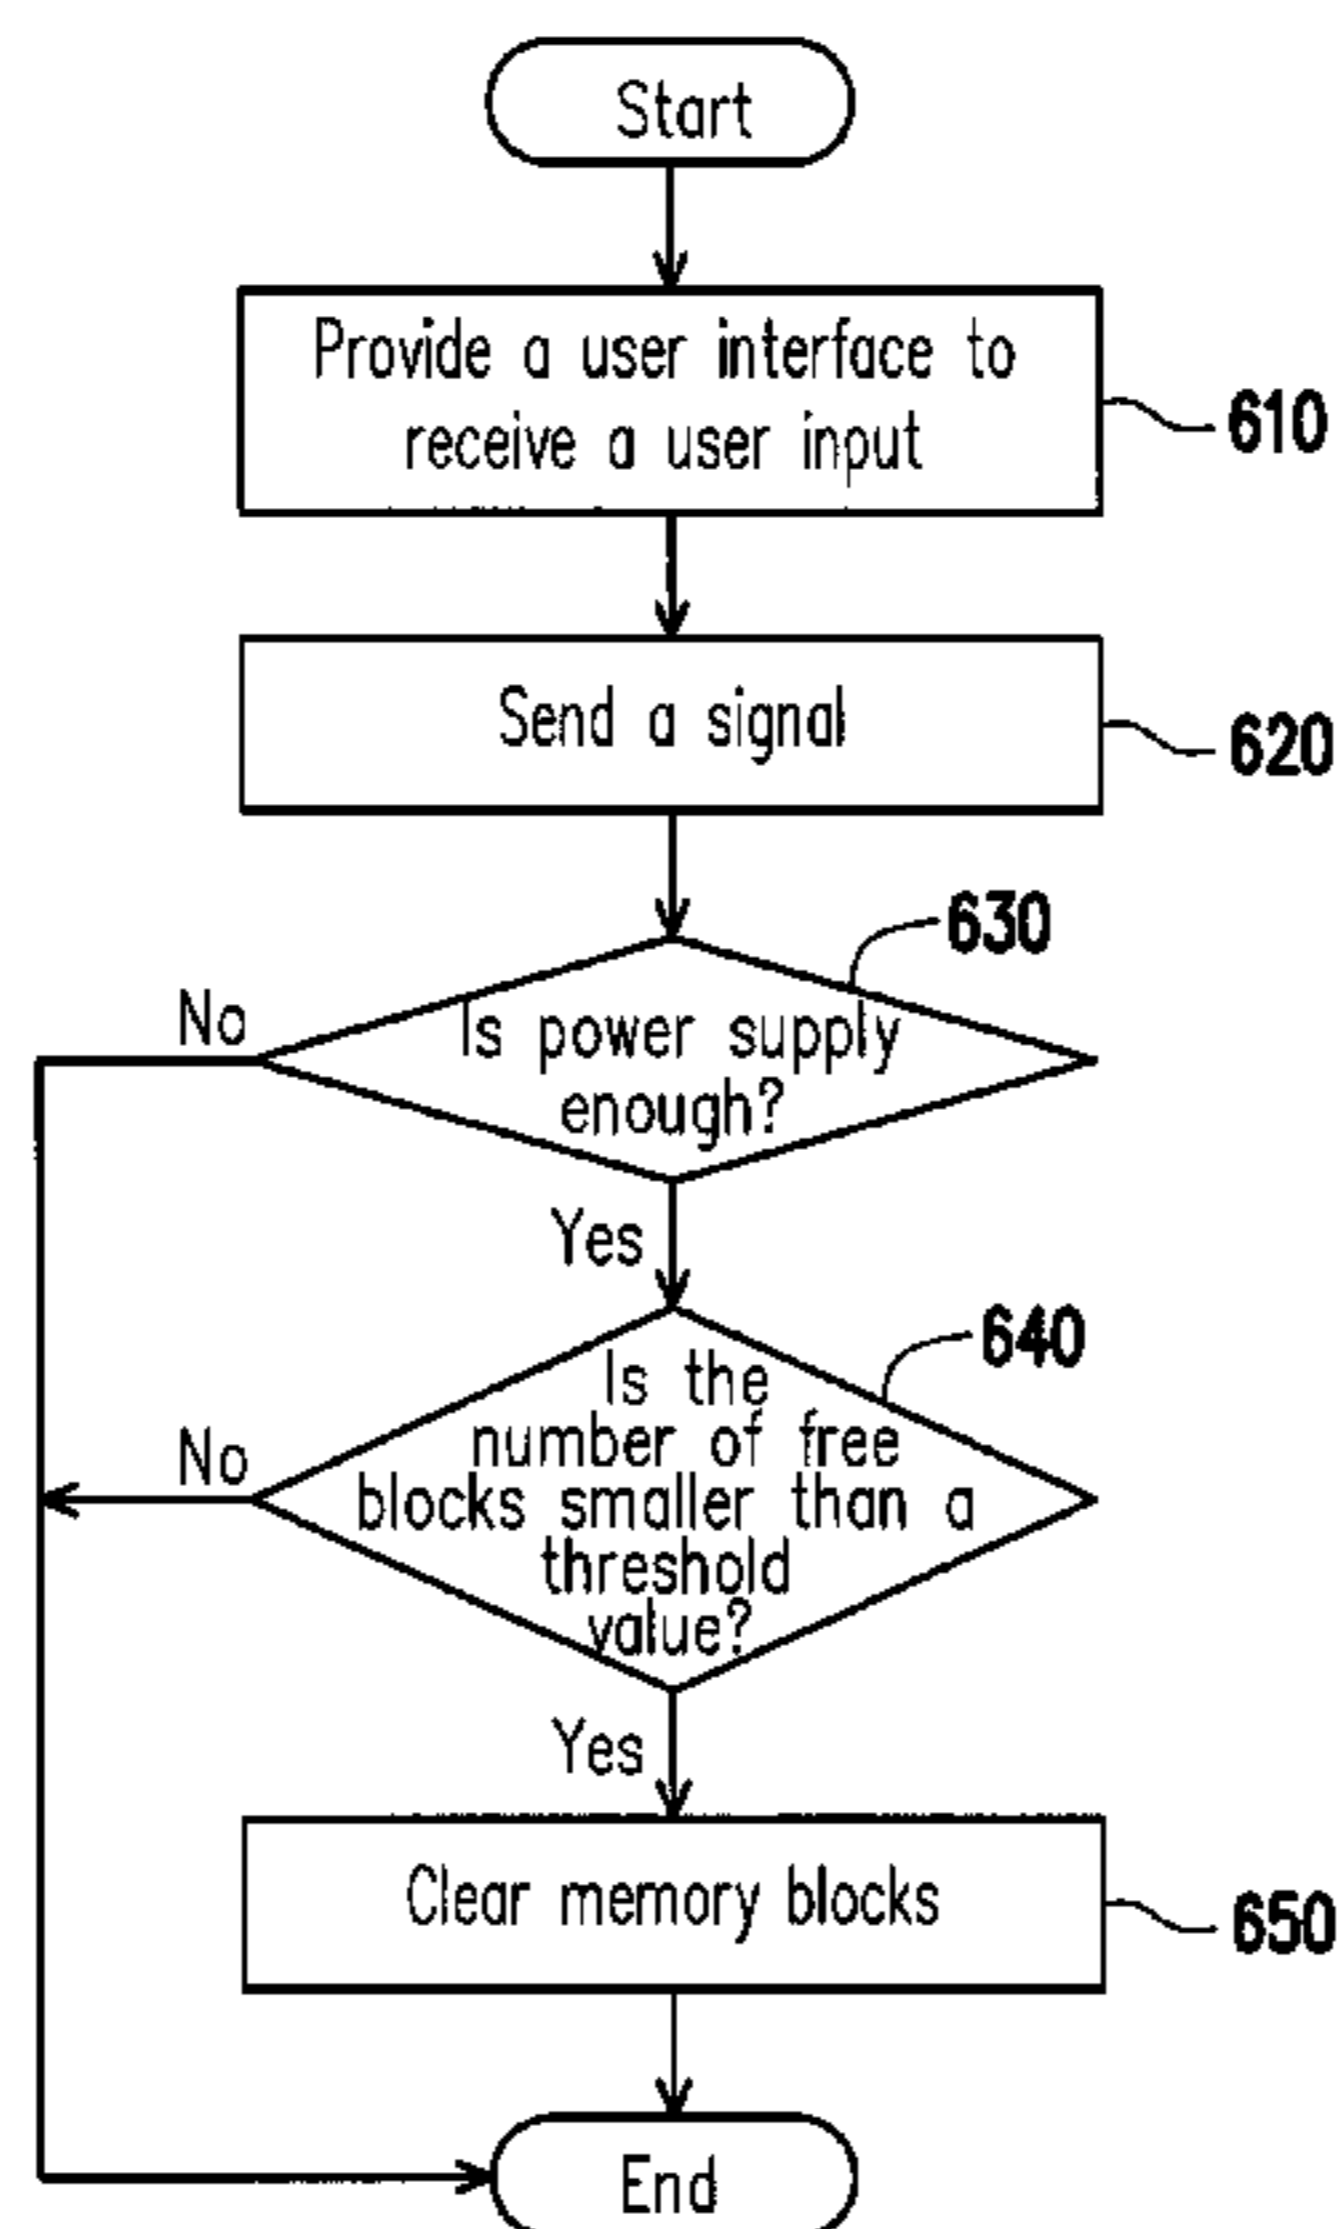 Start
Provide a user interface to
receive a user input
610
Send a signal
620
630
No
Is power supply
enough?
Yes
640
Is the
number of free
No
blocks smaller than a
threshold
value?
Yes
Clear memory blocks
650
End